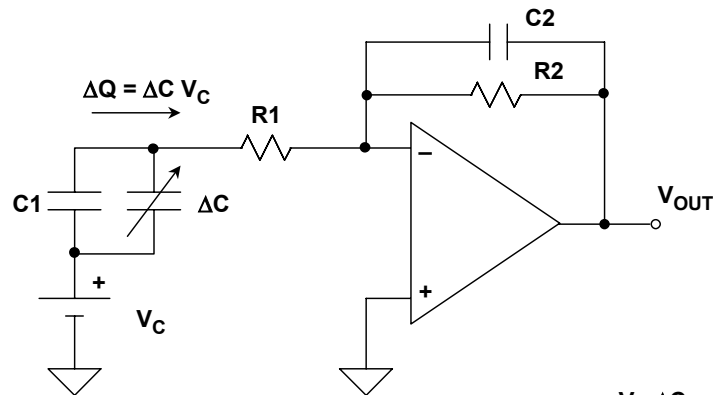 C2
ΔQ = ΔC V_C
R2
R1
–
C1
ΔC
V_OUT
+
+
V_C